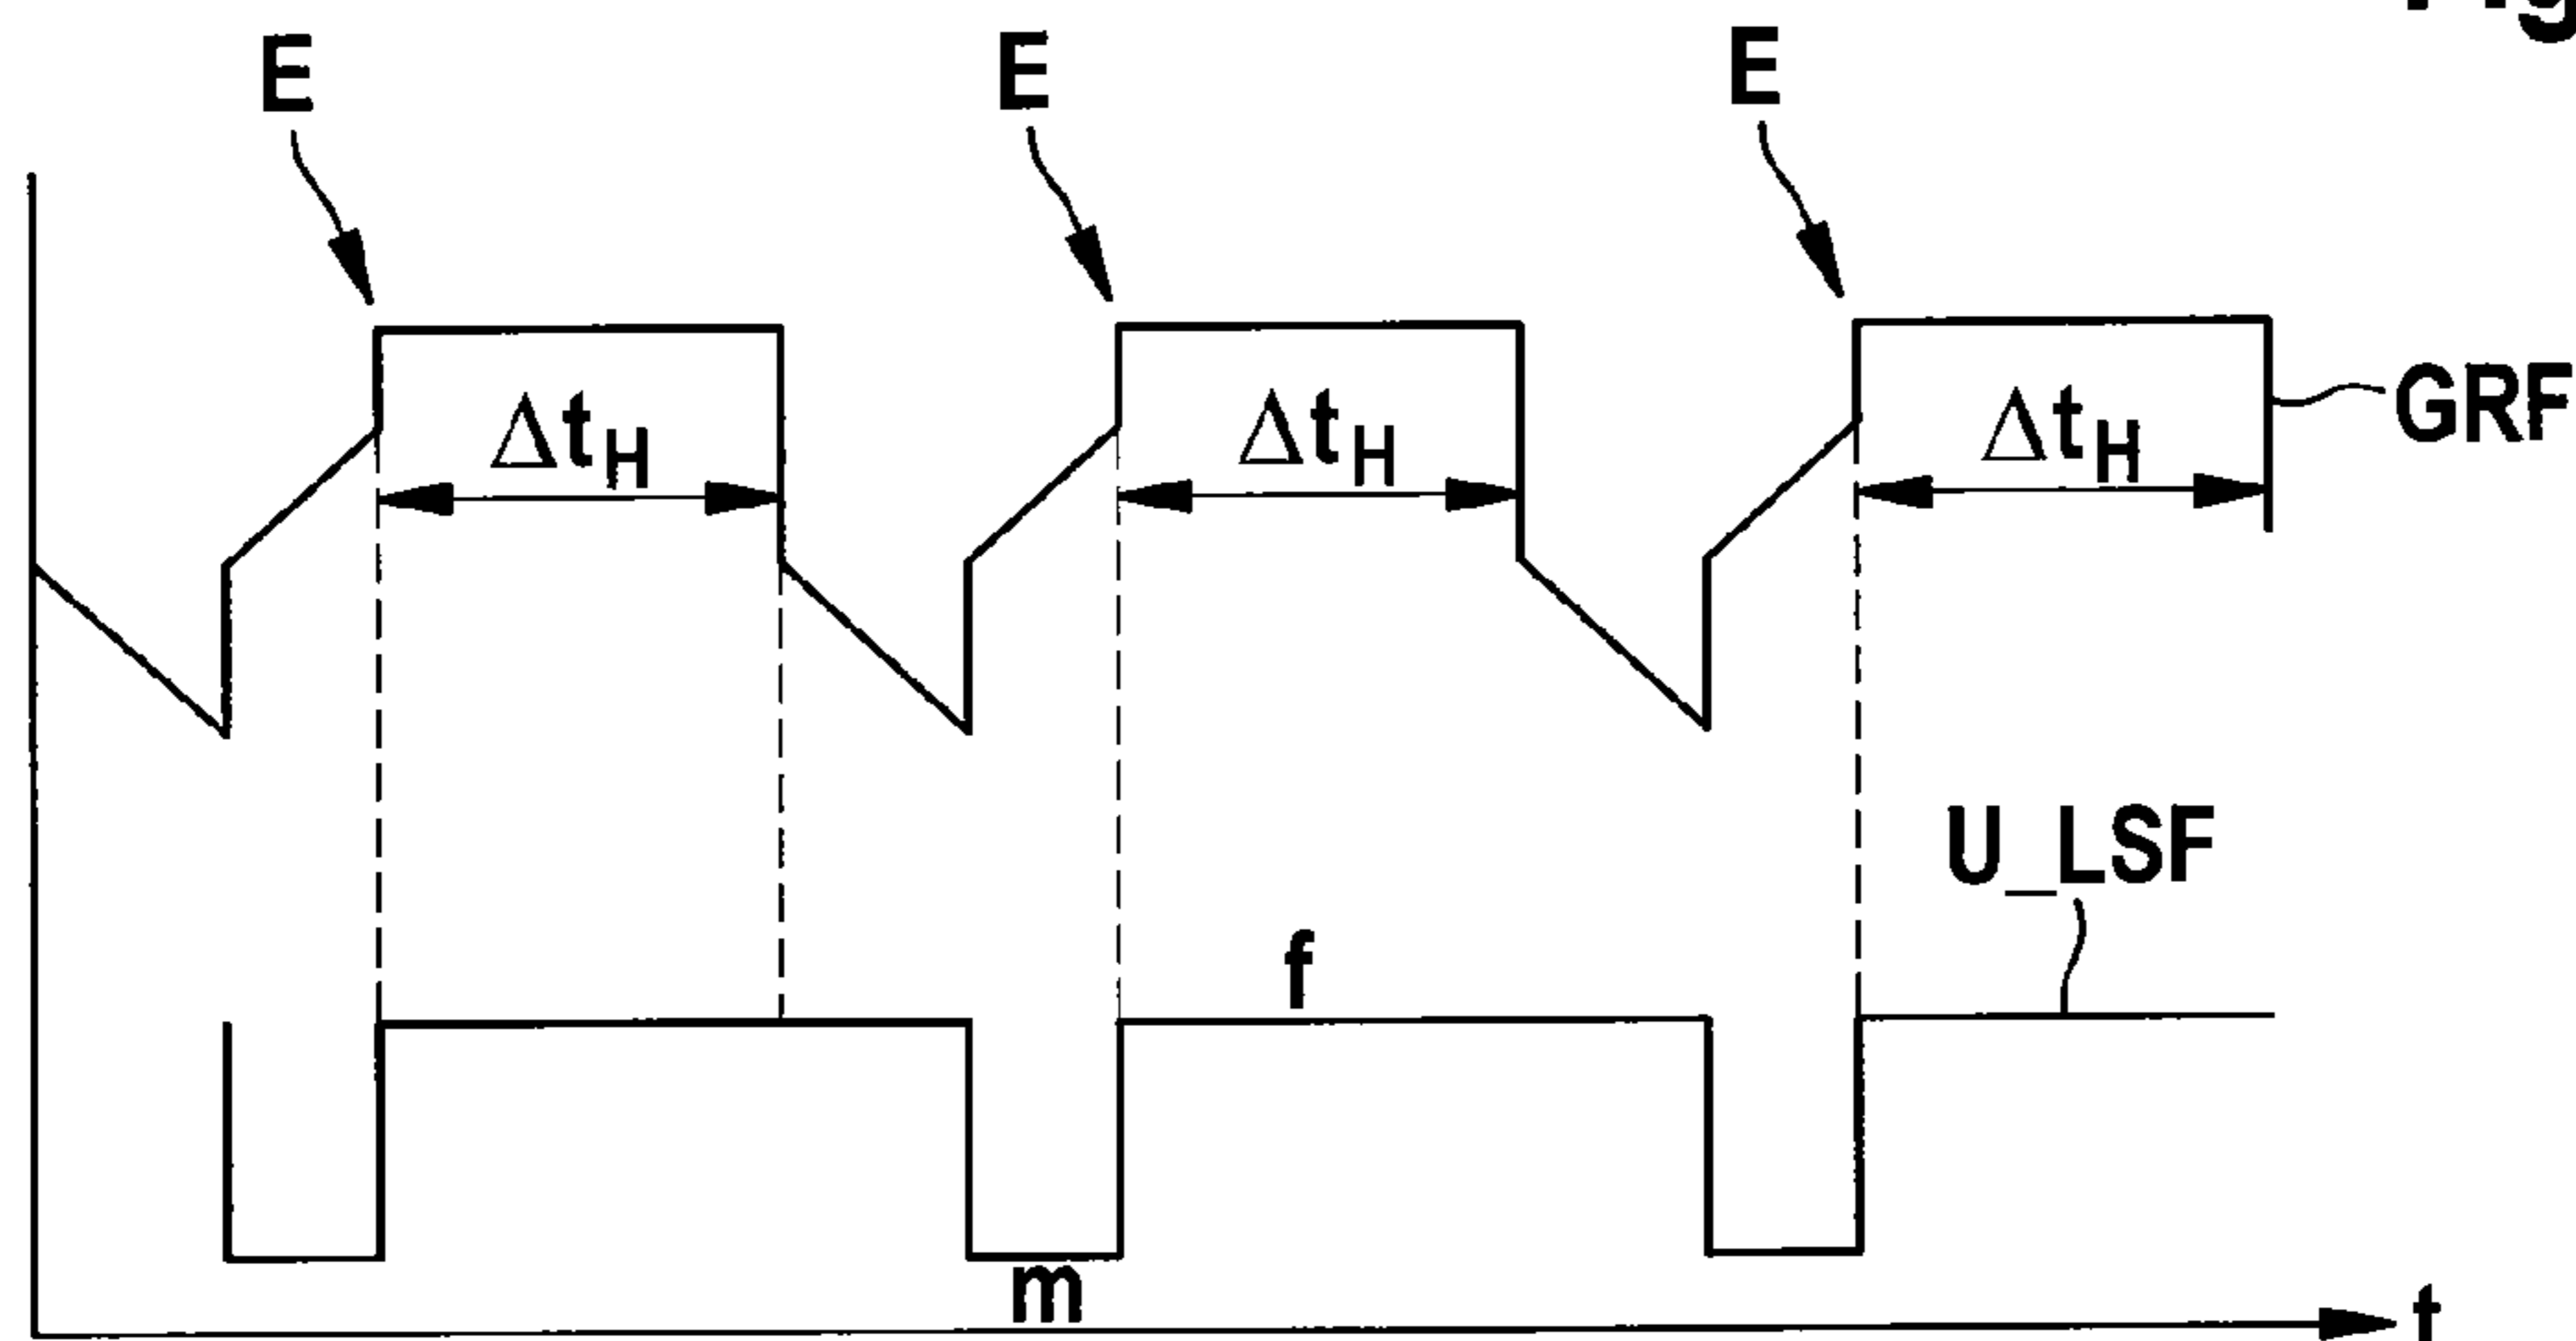 E E E
Δt_H Δt_H Δt_H
GRF
U_LSF
f
m
t